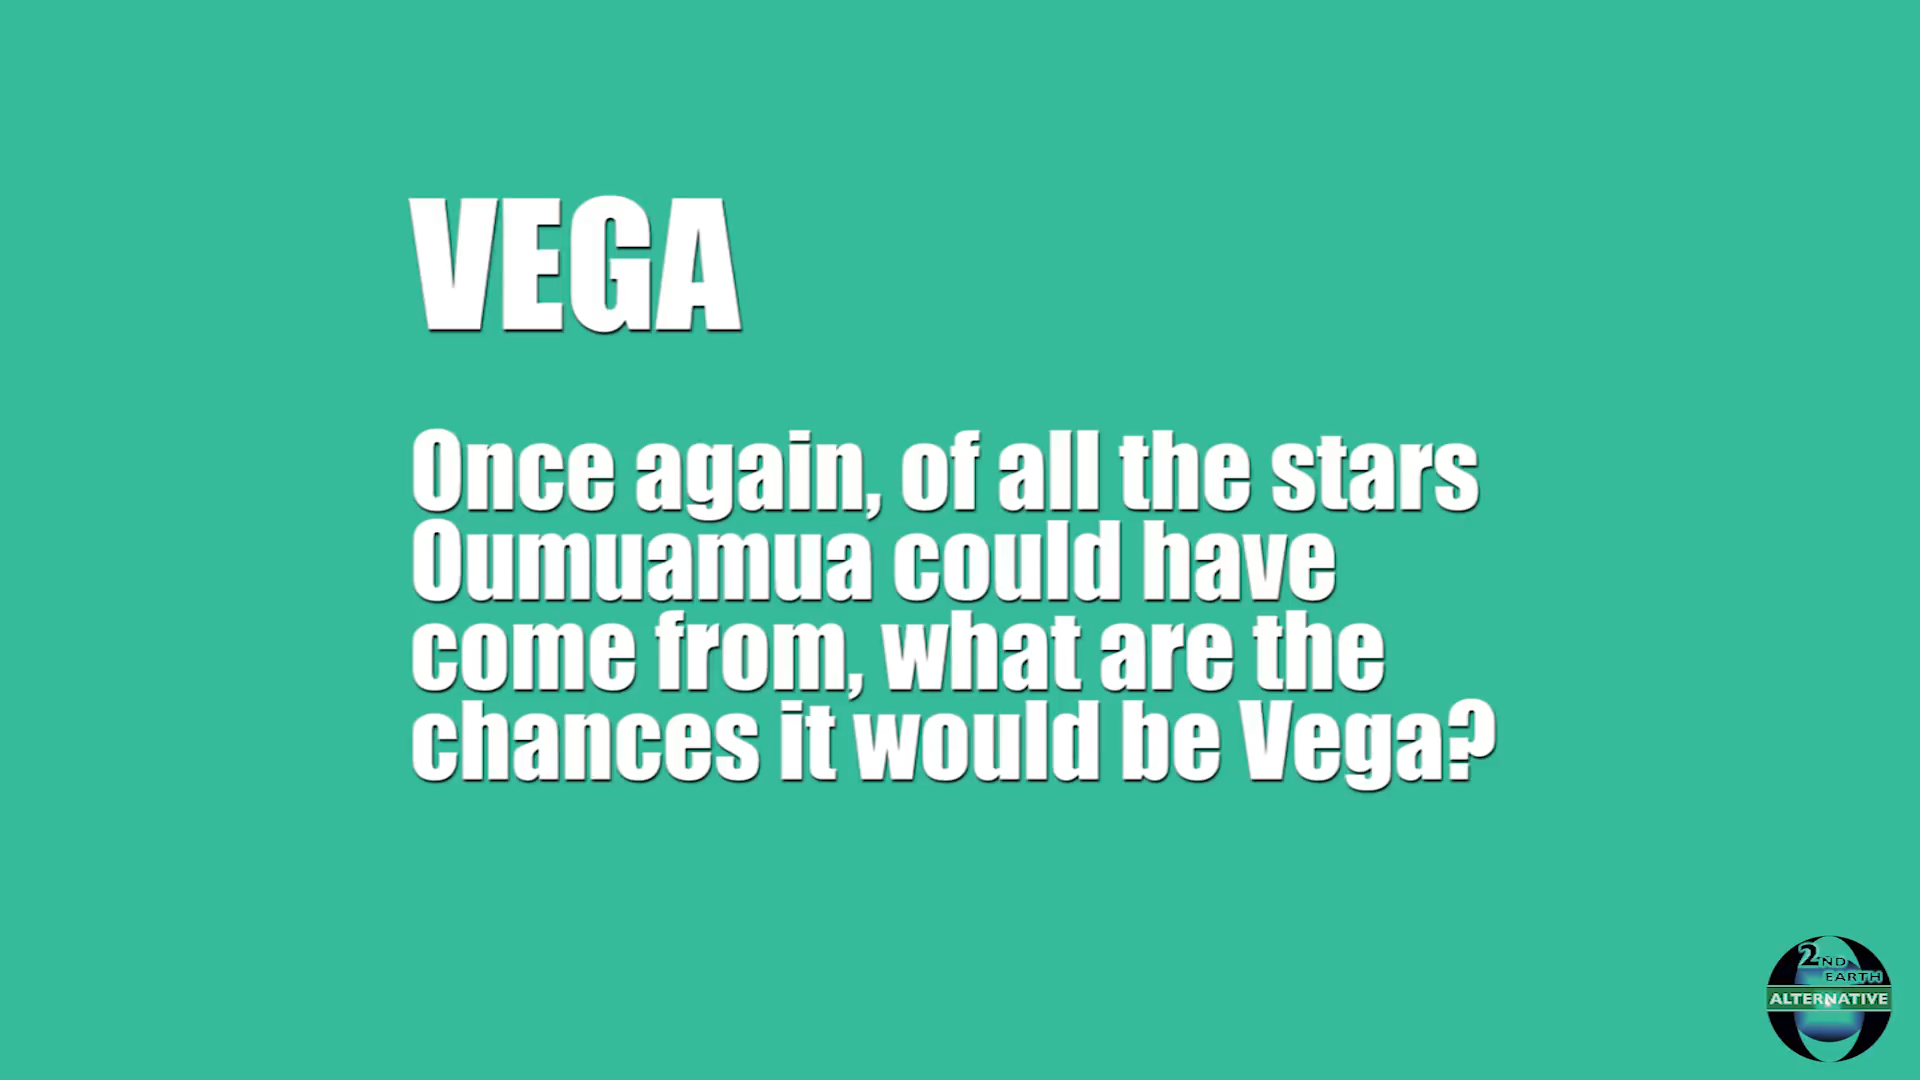 VEGA
Once again, of all the stars
Oumuamua could have
come from, what are the
chances it would be Vega?
2ND
EARTH
ALTERNATIVE